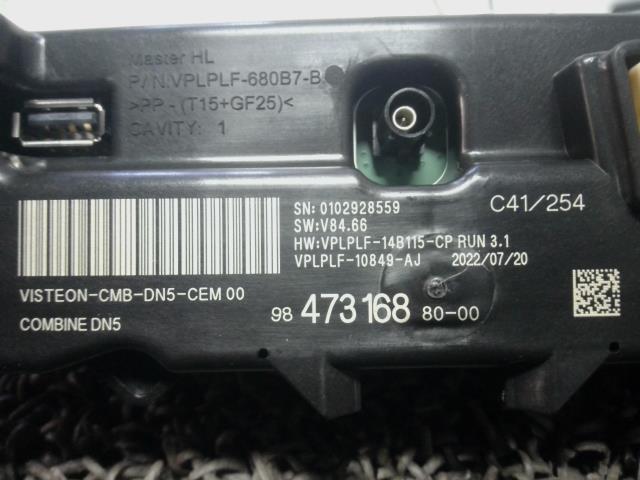 Master HL
P/N:VPLPLF-680B7-B
>PP-(T15+GF25)<
CAVITY: 1
SN: 0102928559
SW:V84.66
HW:VPLPLF-14B115-CP RUN 3.1
VPLPLF-10849-AJ 2022/07/20
C41/254
VISTEON-CMB-DN5-CEM 00
COMBINE DN5
98 473168 80-00